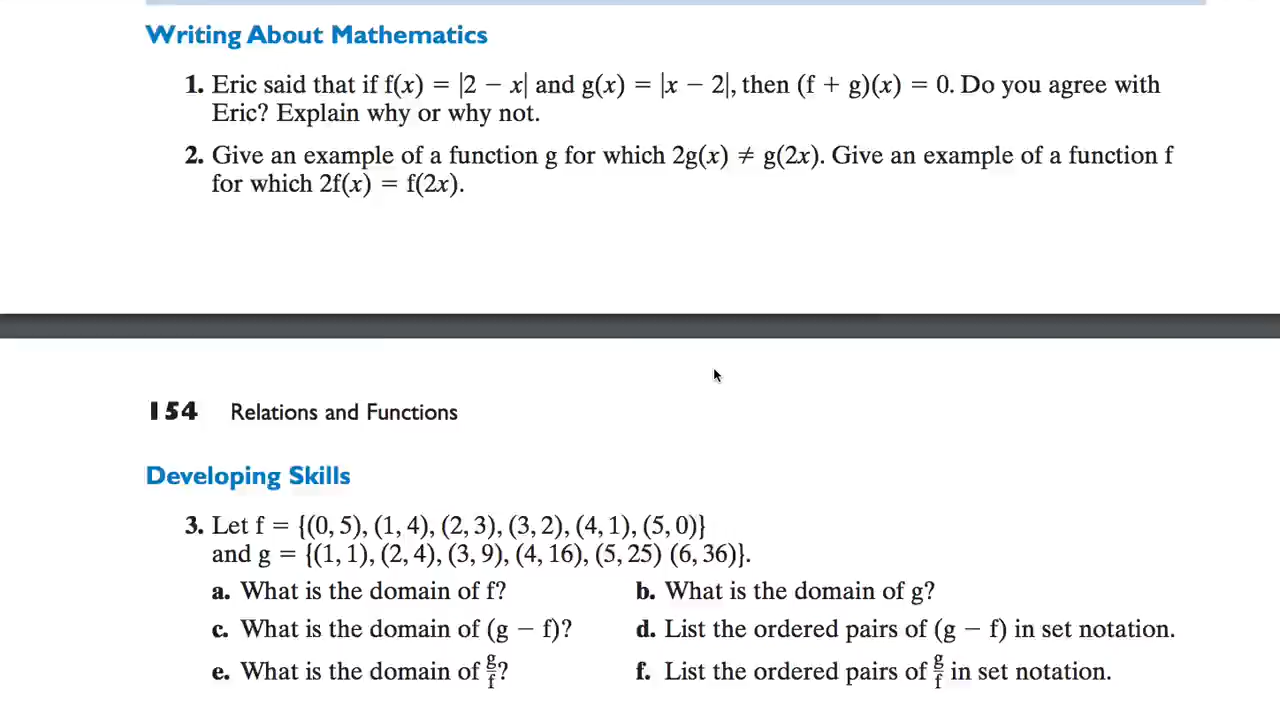 Writing About Mathematics
1. Eric said that if f(x) = |2 − x| and g(x) = |x − 2|, then (f + g)(x) = 0. Do you agree with
Eric? Explain why or why not.
2. Give an example of a function g for which 2g(x) ≠ g(2x). Give an example of a function f
for which 2f(x) = f(2x).
154 Relations and Functions
Developing Skills
3. Let f = {(0, 5), (1, 4), (2, 3), (3, 2), (4, 1), (5, 0)}
and g = {(1, 1), (2, 4), (3, 9), (4, 16), (5, 25) (6, 36)}.
a. What is the domain of f? b. What is the domain of g?
c. What is the domain of (g − f)? d. List the ordered pairs of (g − f) in set notation.
e. What is the domain of g/f? f. List the ordered pairs of g/f in set notation.